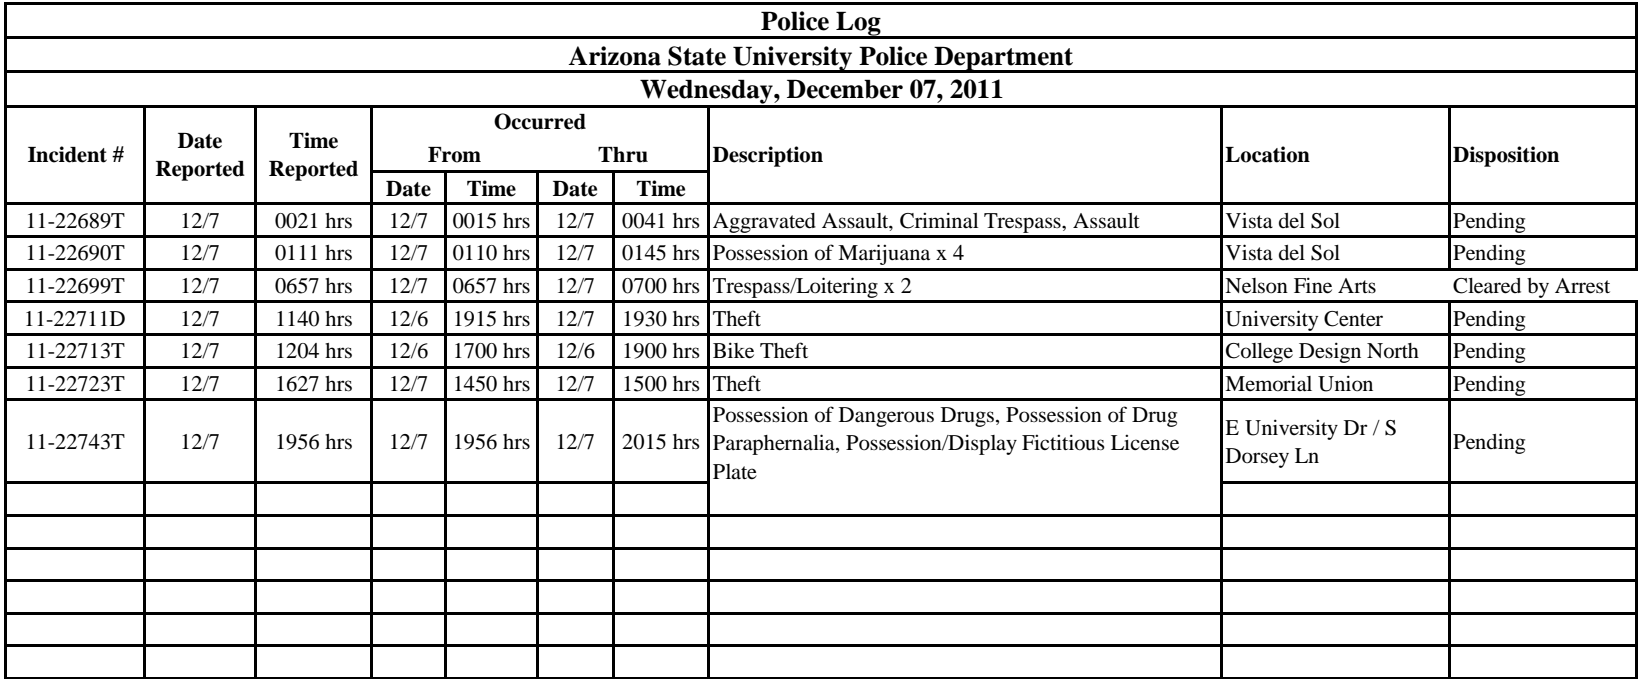 Police Log
Arizona State University Police Department
Wednesday, December 07, 2011
Incident # Date Reported Time Reported Occurred From Thru Description Location Disposition
Date Time Date Time
11-22689T 12/7 0021 hrs 12/7 0015 hrs 12/7 0041 hrs Aggravated Assault, Criminal Trespass, Assault Vista del Sol Pending
11-22690T 12/7 0111 hrs 12/7 0110 hrs 12/7 0145 hrs Possession of Marijuana x 4 Vista del Sol Pending
11-22699T 12/7 0657 hrs 12/7 0657 hrs 12/7 0700 hrs Trespass/Loitering x 2 Nelson Fine Arts Cleared by Arrest
11-22711D 12/7 1140 hrs 12/6 1915 hrs 12/7 1930 hrs Theft University Center Pending
11-22713T 12/7 1204 hrs 12/6 1700 hrs 12/6 1900 hrs Bike Theft College Design North Pending
11-22723T 12/7 1627 hrs 12/7 1450 hrs 12/7 1500 hrs Theft Memorial Union Pending
11-22743T 12/7 1956 hrs 12/7 1956 hrs 12/7 2015 hrs Possession of Dangerous Drugs, Possession of Drug
Paraphernalia, Possession/Display Fictitious License
Plate
E University Dr / S
Dorsey Ln
Pending